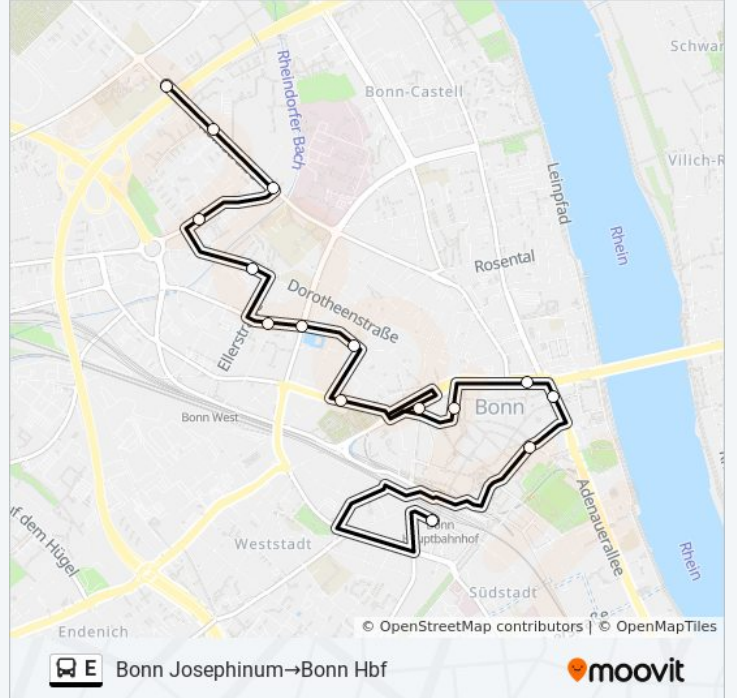 Schwar
Bonn-Castell
Rheindorfer Bach
Vilich-R
Leinpfad
Rhein
Rosental
Dorotheenstraße
Ellerstr
Bonn West
Bonn
Adenauerallee
uf dem Hügel
Bonn
Hauptbahnhof
Weststadt
Rhein
Südstadt
Endenich
© OpenStreetMap contributors | © OpenMapTiles
E Bonn Josephinum→Bonn Hbf
moovit